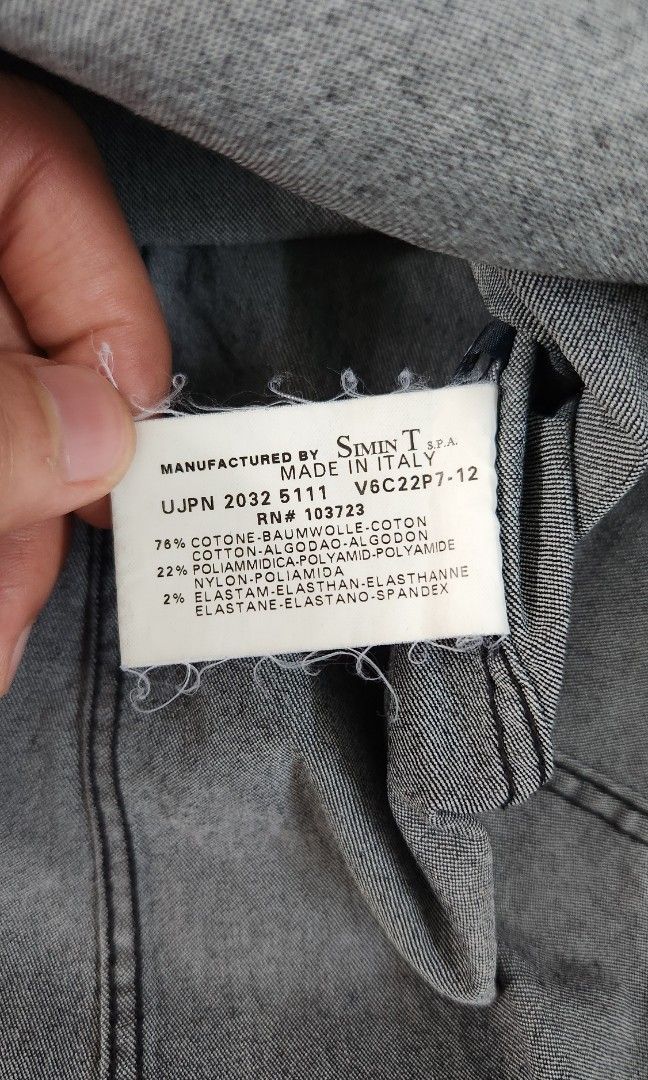 MANUFACTURED BY SIMIN T S.P.A.
MADE IN ITALY
UJPN 2032 5111 V6C22P7-12
RN# 103723
76% COTONE-BAUMWOLLE-COTON
COTTON-ALGODAO-ALGODON
22% POLIAMMIDICA-POLYAMID-POLYAMIDE
NYLON-POLIAMIDA
2% ELASTAM-ELASTHAN-ELASTHANNE
ELASTANE-ELASTANO-SPANDEX